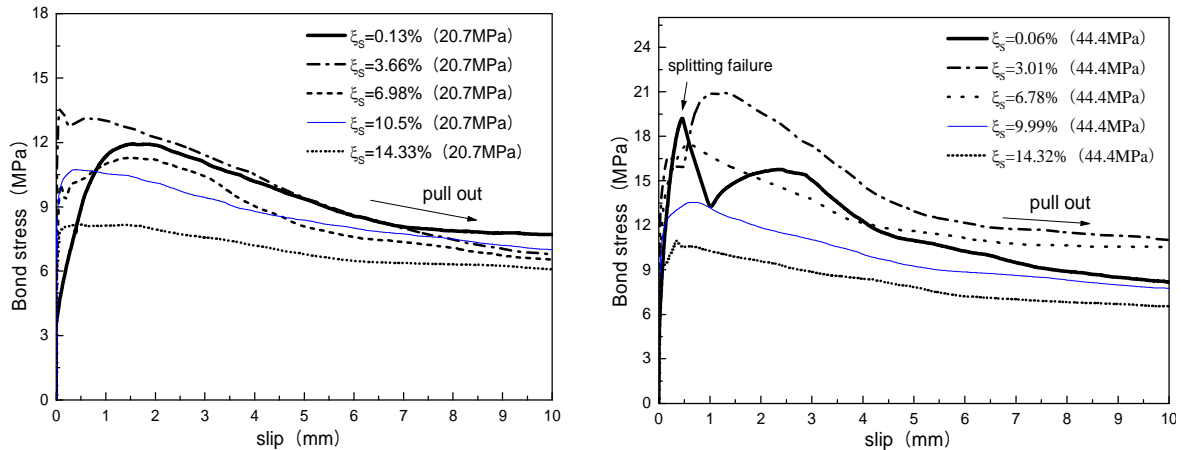 18
15
12
9
6
3
0
Bond stress (MPa)
ξs=0.13% (20.7MPa)
ξs=3.66% (20.7MPa)
ξs=6.98% (20.7MPa)
ξs=10.5% (20.7MPa)
ξs=14.33% (20.7MPa)
pull out
0 1 2 3 4 5 6 7 8 9 10
slip (mm)
24
21
18
15
12
9
6
3
0
Bond stress (MPa)
splitting failure
ξs=0.06% (44.4MPa)
ξs=3.01% (44.4MPa)
ξs=6.78% (44.4MPa)
ξs=9.99% (44.4MPa)
ξs=14.32% (44.4MPa)
pull out
0 1 2 3 4 5 6 7 8 9 10
slip (mm)